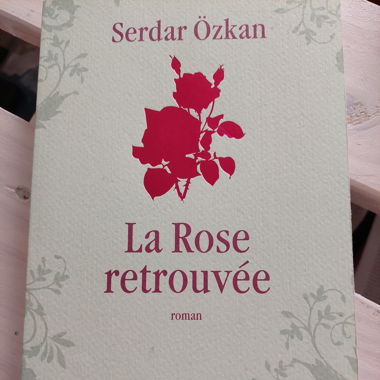 Serdar Özkan
La Rose
retrouvée
roman